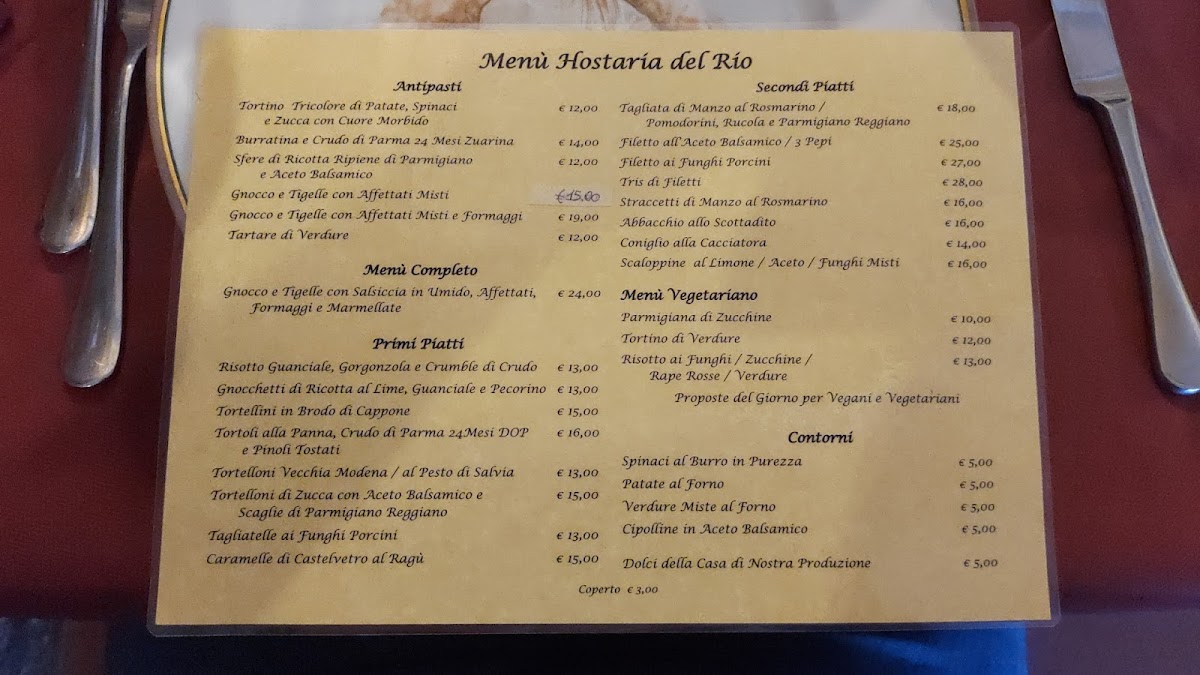 Menù Hostaria del Rio
Antipasti
Tortino Tricolore di Patate, Spinaci
e Zucca con Cuore Morbido € 12,00
Burratina e Crudo di Parma 24 Mesi Zuarina € 14,00
Sfere di Ricotta Ripiene di Parmigiano € 12,00
e Aceto Balsamico
Gnocco e Tigelle con Affettati Misti €15,00
Gnocco e Tigelle con Affettati Misti e Formaggi € 19,00
Tartare di Verdure € 12,00
Menù Completo
Gnocco e Tigelle con Salsiccia in Umido, Affettati, € 24,00
Formaggi e Marmellate
Primi Piatti
Risotto Guanciale, Gorgonzola e Crumble di Crudo € 13,00
Gnocchetti di Ricotta al Lime, Guanciale e Pecorino € 13,00
Tortellini in Brodo di Cappone € 15,00
Tortoli alla Panna, Crudo di Parma 24Mesi DOP € 16,00
e Pinoli Tostati
Tortelloni Vecchia Modena / al Pesto di Salvia € 13,00
Tortelloni di Zucca con Aceto Balsamico e € 15,00
Scaglie di Parmigiano Reggiano
Tagliatelle ai Funghi Porcini € 13,00
Caramelle di Castelvetro al Ragù € 15,00
Secondi Piatti
Tagliata di Manzo al Rosmarino / € 18,00
Pomodorini, Rucola e Parmigiano Reggiano
Filetto all'Aceto Balsamico / 3 Pepi € 25,00
Filetto ai Funghi Porcini € 27,00
Tris di Filetti € 28,00
Straccetti di Manzo al Rosmarino € 16,00
Abbacchio allo Scottadito € 16,00
Coniglio alla Cacciatora € 14,00
Scaloppine al Limone / Aceto / Funghi Misti € 16,00
Menù Vegetariano
Parmigiana di Zucchine € 10,00
Tortino di Verdure € 12,00
Risotto ai Funghi / Zucchine / € 13,00
Rape Rosse / Verdure
Proposte del Giorno per Vegani e Vegetariani
Contorni
Spinaci al Burro in Purezza € 5,00
Patate al Forno € 5,00
Verdure Miste al Forno € 5,00
Cipolline in Aceto Balsamico € 5,00
Dolci della Casa di Nostra Produzione € 5,00
Coperto € 3,00